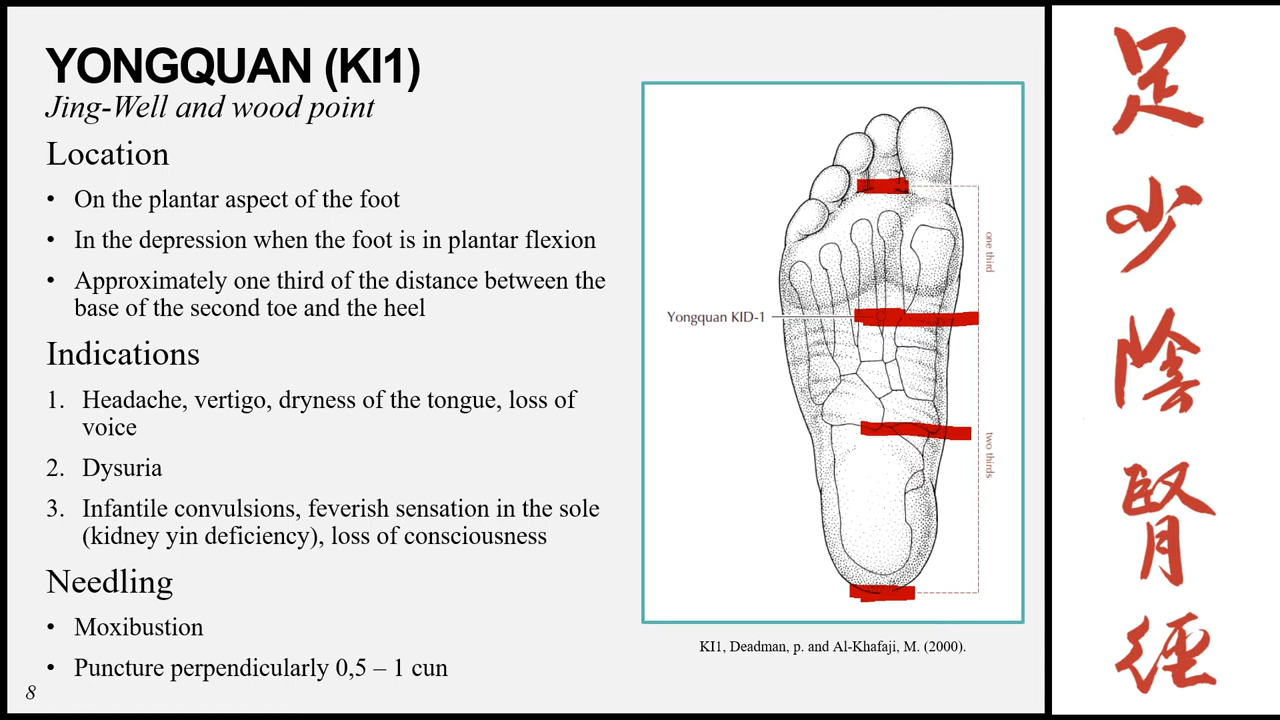 YONGQUAN (KI1)
Jing-Well and wood point
Location
• On the plantar aspect of the foot
• In the depression when the foot is in plantar flexion
• Approximately one third of the distance between the
base of the second toe and the heel
Indications
1. Headache, vertigo, dryness of the tongue, loss of
voice
2. Dysuria
3. Infantile convulsions, feverish sensation in the sole
(kidney yin deficiency), loss of consciousness
Needling
• Moxibustion
• Puncture perpendicularly 0,5 – 1 cun
8
one third
Yongquan KID-1
two thirds
KI1, Deadman, p. and Al-Khafaji, M. (2000).
足少陰腎經